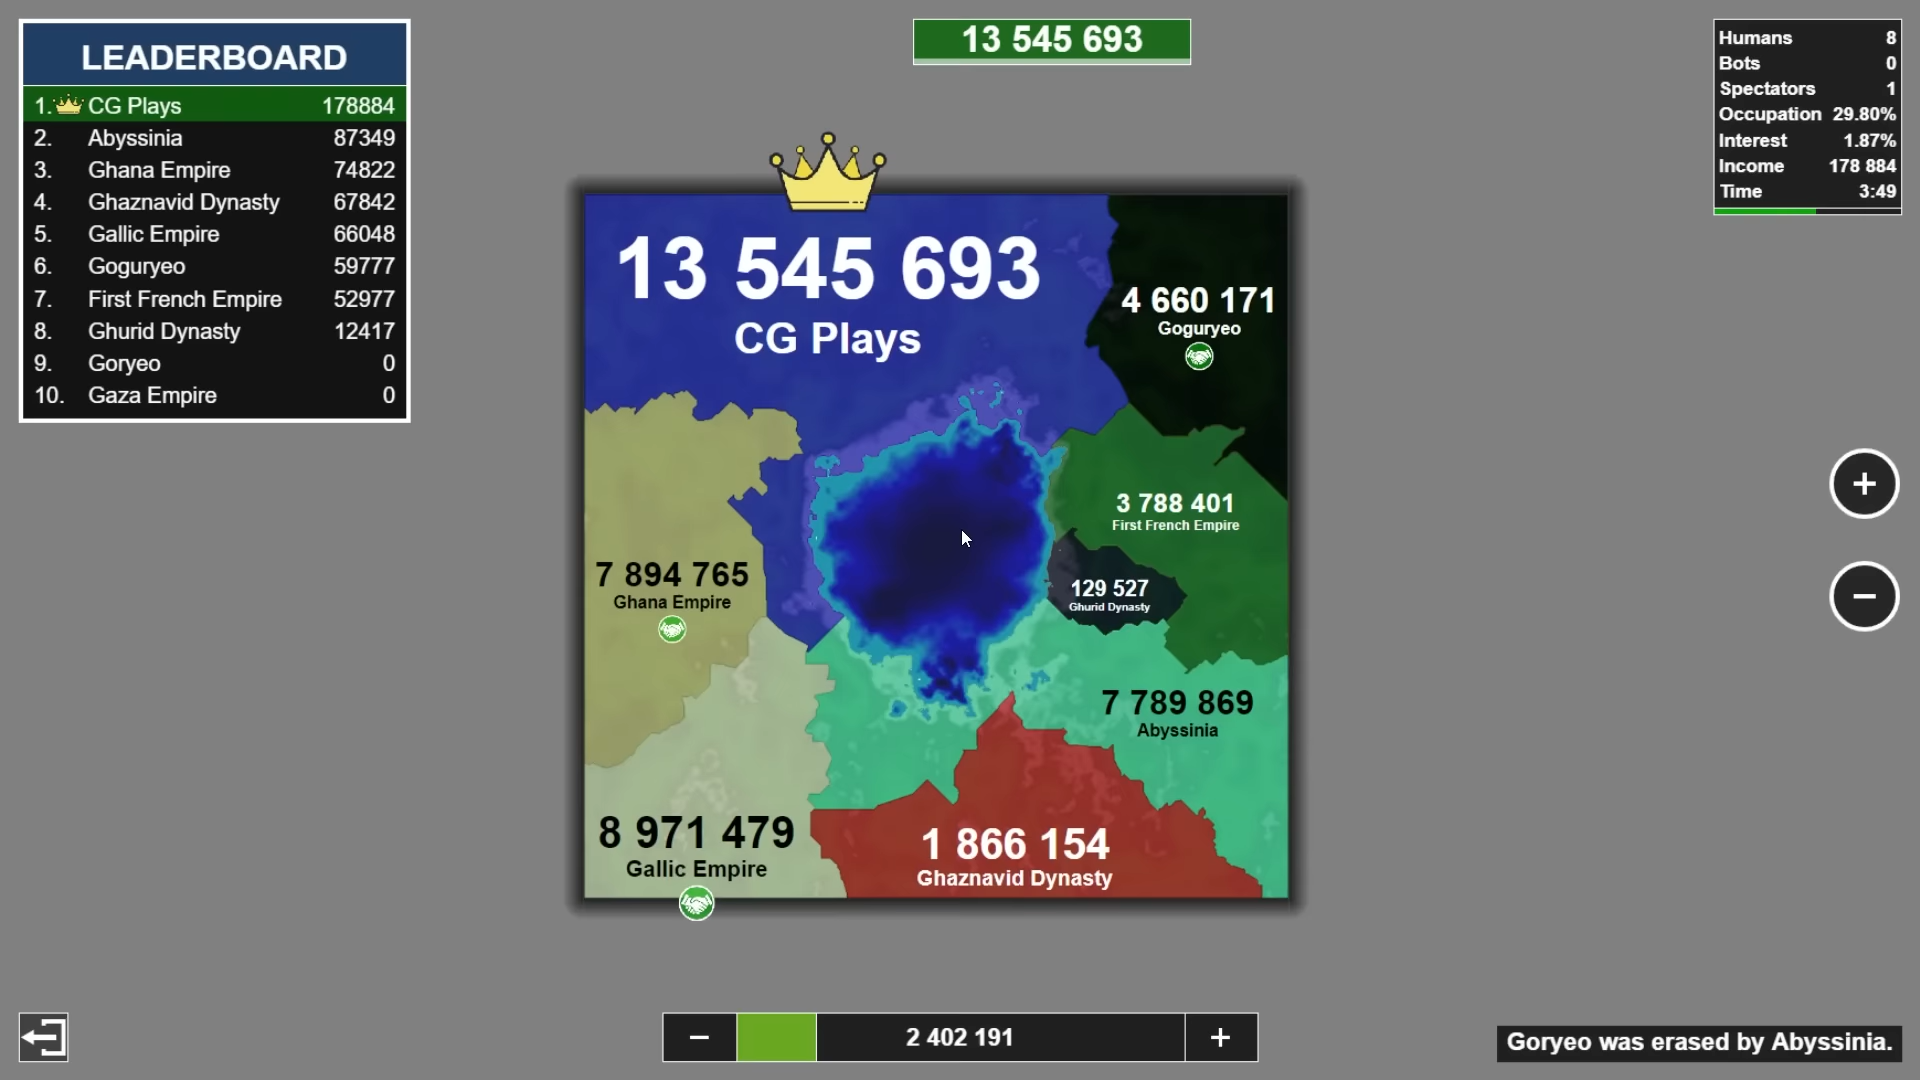 LEADERBOARD
1. CG Plays 178884
2. Abyssinia 87349
3. Ghana Empire 74822
4. Ghaznavid Dynasty 67842
5. Gallic Empire 66048
6. Goguryeo 59777
7. First French Empire 52977
8. Ghurid Dynasty 12417
9. Goryeo 0
10. Gaza Empire 0
13 545 693
Humans 8
Bots 0
Spectators 1
Occupation 29.80%
Interest 1.87%
Income 178 884
Time 3:49
13 545 693
CG Plays
4 660 171
Goguryeo
3 788 401
First French Empire
7 894 765
Ghana Empire
129 527
Ghurid Dynasty
7 789 869
Abyssinia
8 971 479
Gallic Empire
1 866 154
Ghaznavid Dynasty
+
−
− 2 402 191 +
Goryeo was erased by Abyssinia.